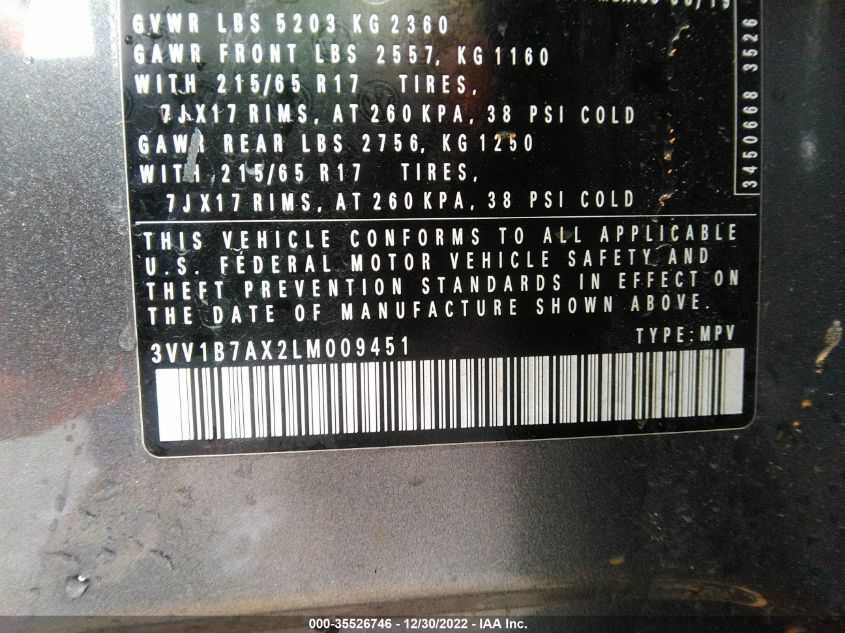 GVWR LBS 5203 KG 2360
GAWR FRONT LBS 2557, KG 1160
WITH 215/65 R17 TIRES,
7JX17 RIMS, AT 260 KPA, 38 PSI COLD
GAWR REAR LBS 2756, KG 1250
WITH 215/65 R17 TIRES,
7JX17 RIMS, AT 260 KPA, 38 PSI COLD
3450668 3526
THIS VEHICLE CONFORMS TO ALL APPLICABLE
U.S. FEDERAL MOTOR VEHICLE SAFETY AND
THEFT PREVENTION STANDARDS IN EFFECT ON
THE DATE OF MANUFACTURE SHOWN ABOVE.
3VV1B7AX2LM009451 TYPE: MPV
000-35526746 - 12/30/2022 - IAA Inc.